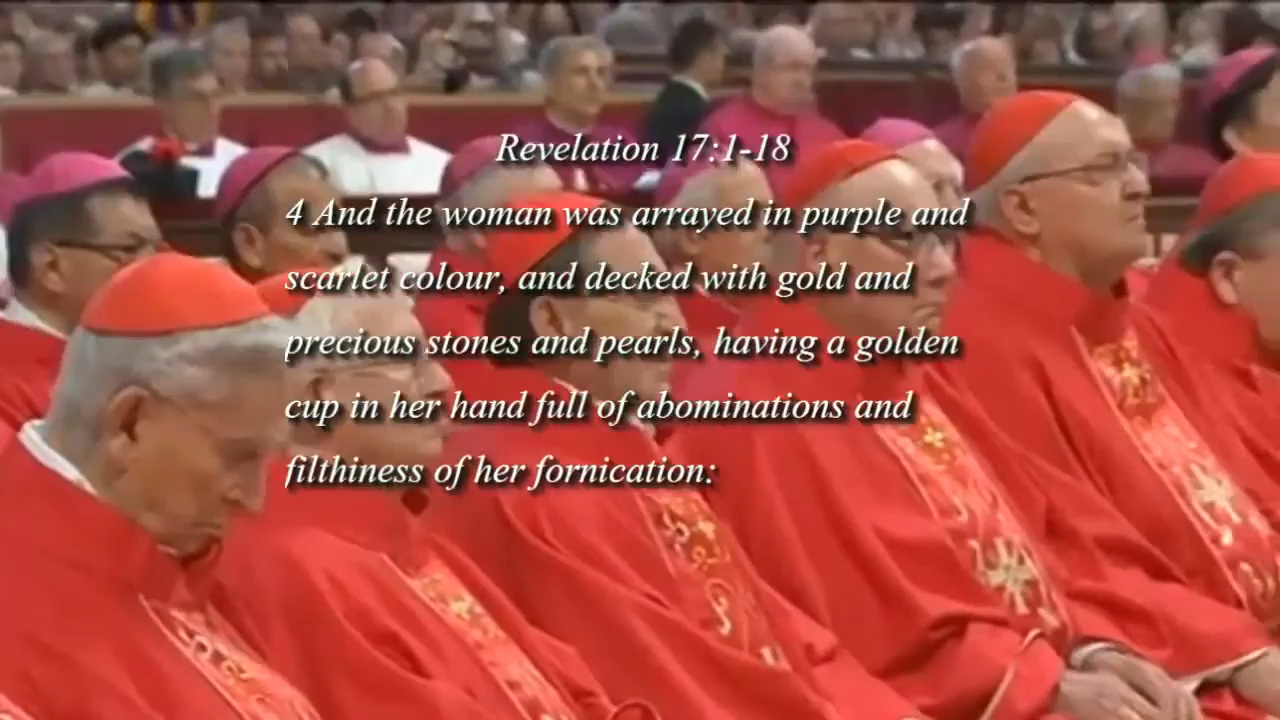 Revelation 17:1-18
4 And the woman was arrayed in purple and
scarlet colour, and decked with gold and
precious stones and pearls, having a golden
cup in her hand full of abominations and
filthiness of her fornication: